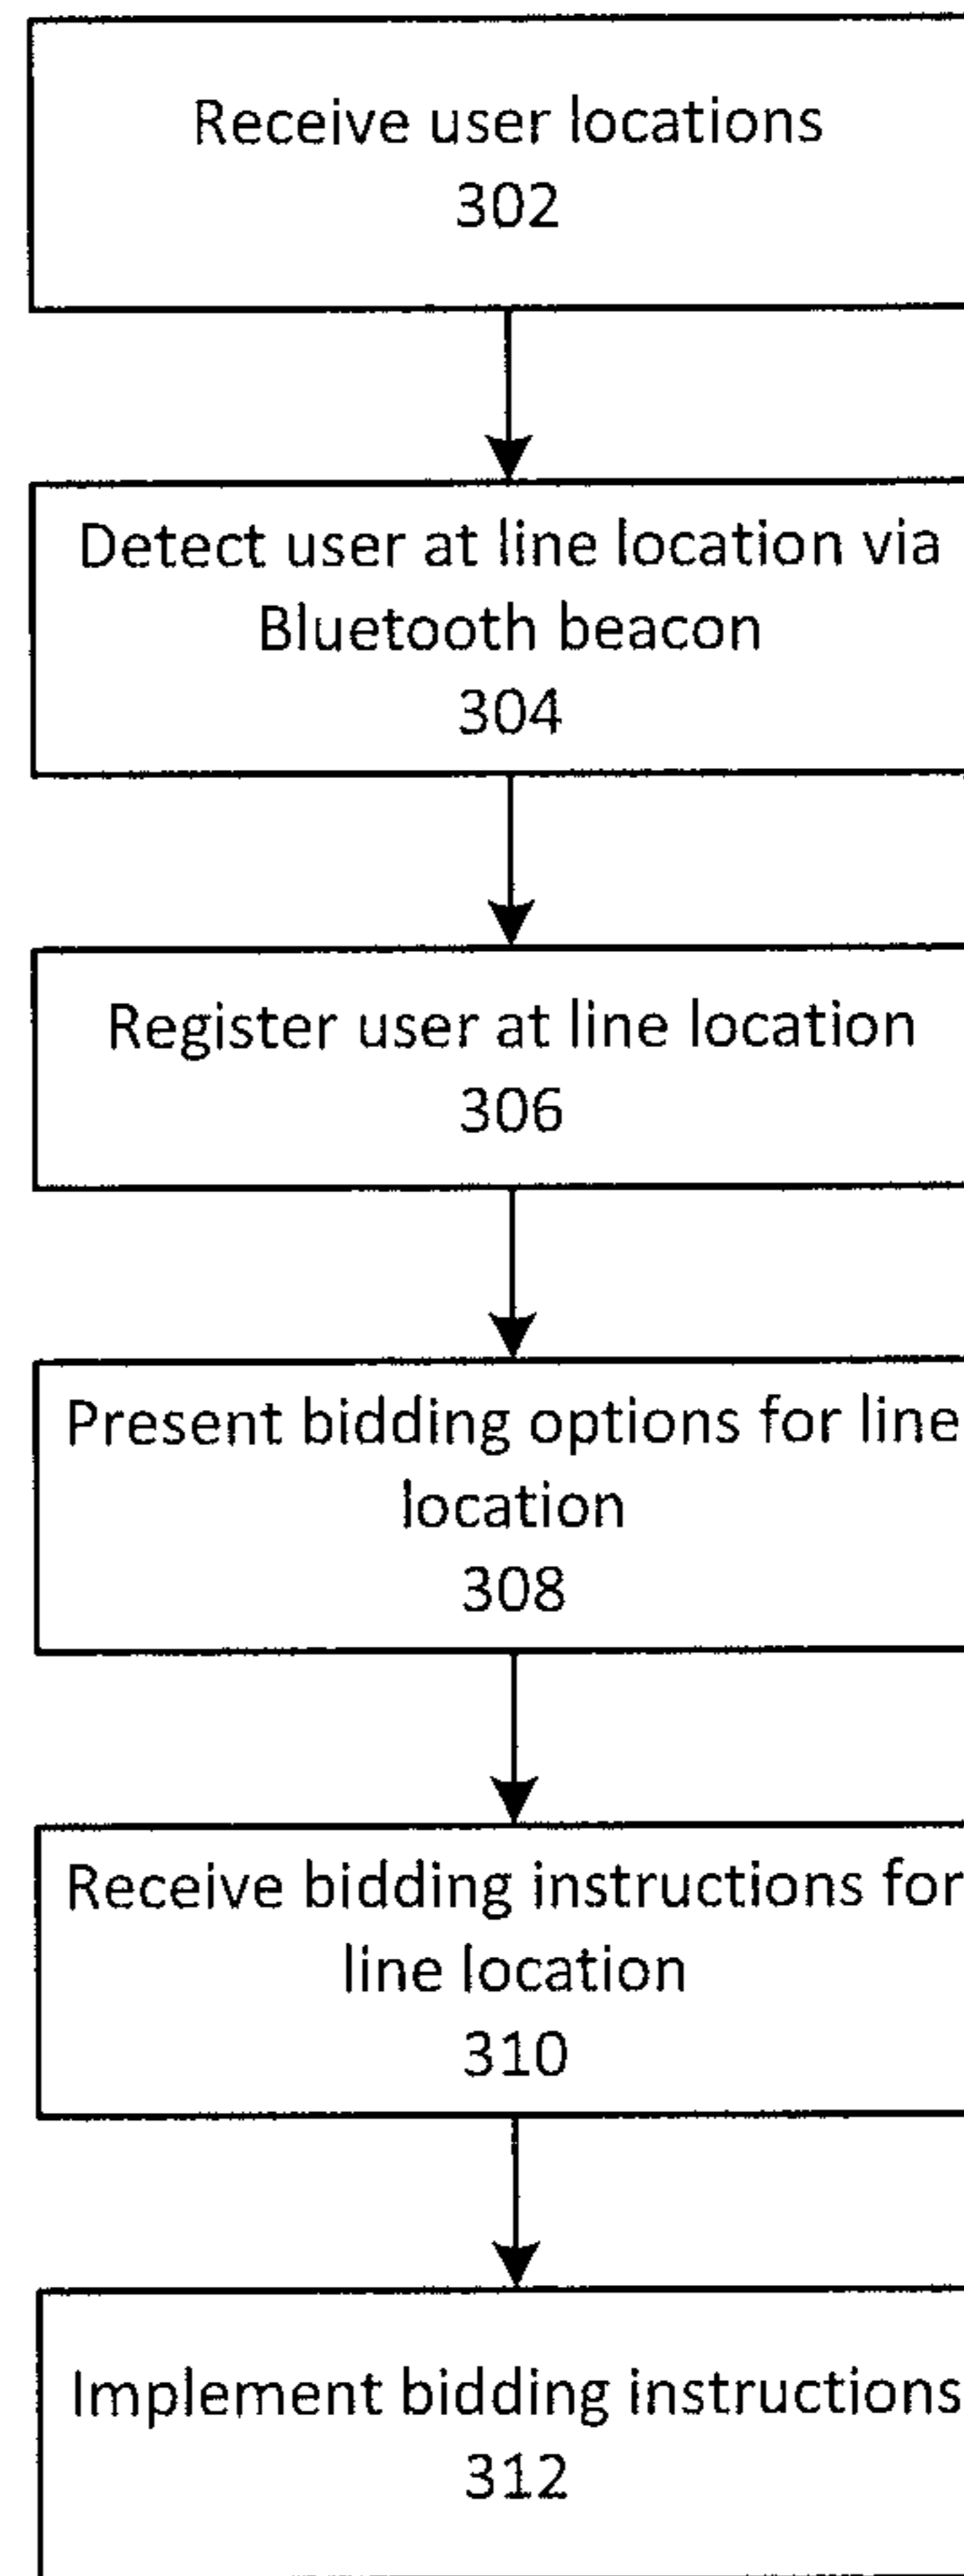 Receive user locations
302
Detect user at line location via
Bluetooth beacon
304
Register user at line location
306
Present bidding options for line
location
308
Receive bidding instructions for
line location
310
Implement bidding instructions
312